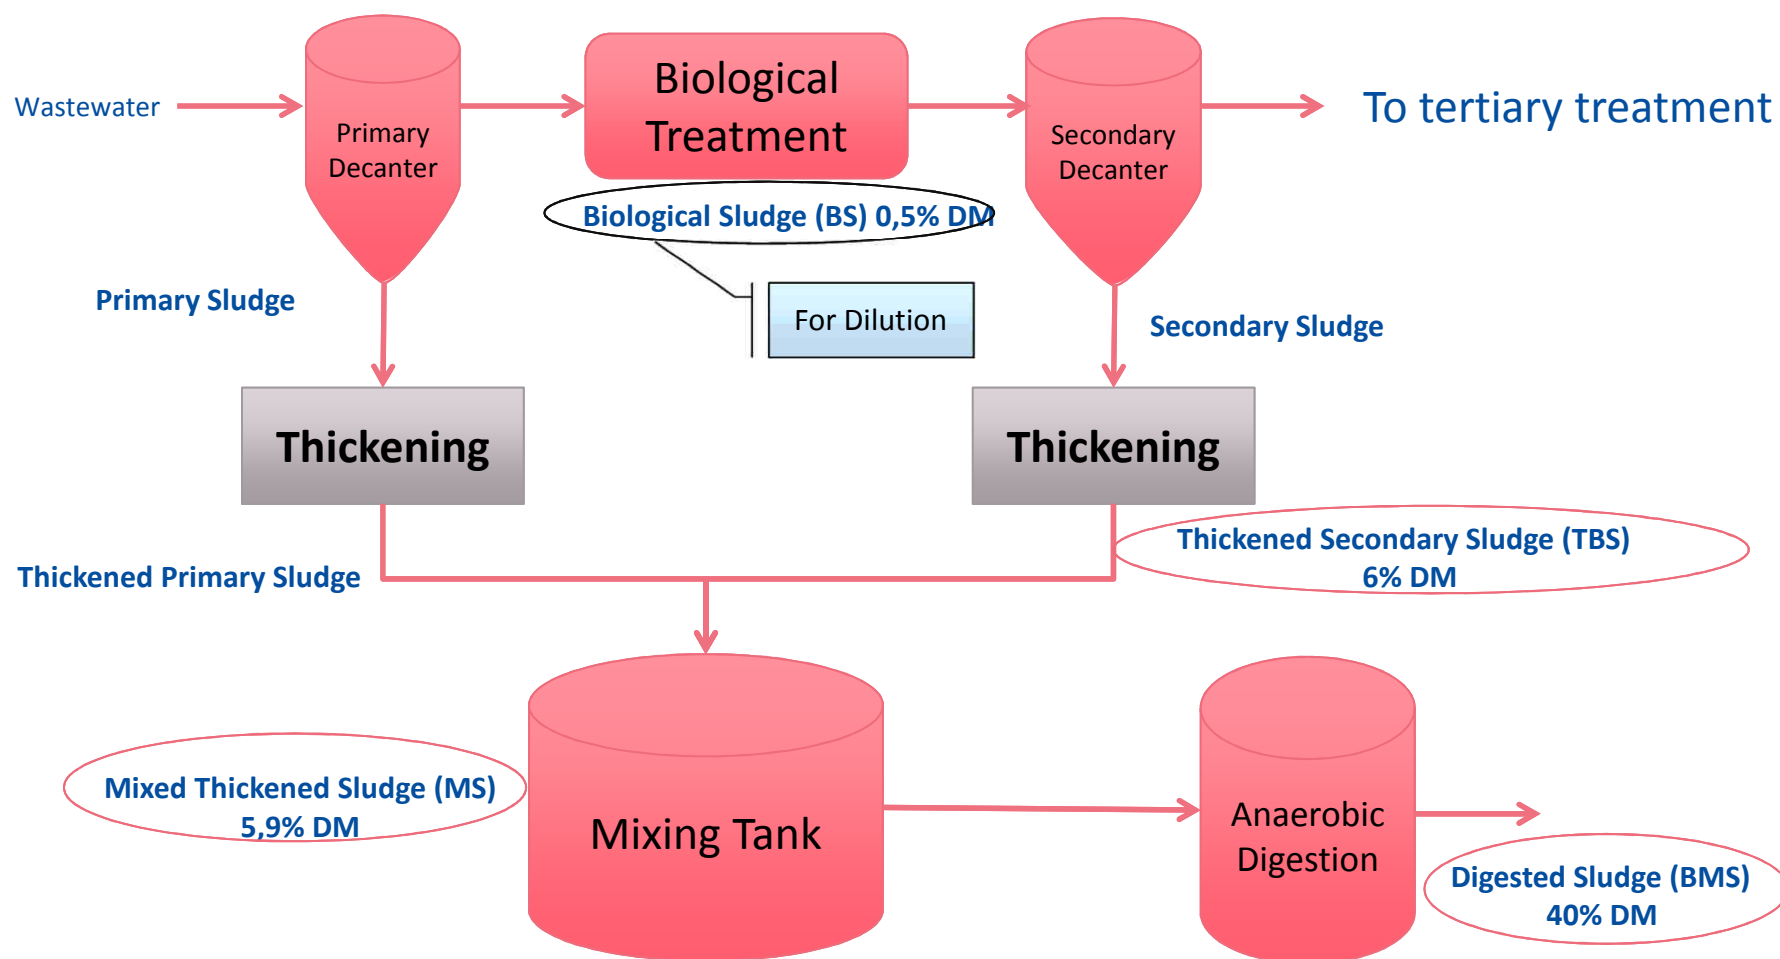 Wastewater
Primary
Decanter
Biological
Treatment
Secondary
Decanter
To tertiary treatment
Biological Sludge (BS) 0,5% DM
Primary Sludge
For Dilution
Secondary Sludge
Thickening
Thickening
Thickened Primary Sludge
Thickened Secondary Sludge (TBS)
6% DM
Mixed Thickened Sludge (MS)
5,9% DM
Mixing Tank
Anaerobic
Digestion
Digested Sludge (BMS)
40% DM